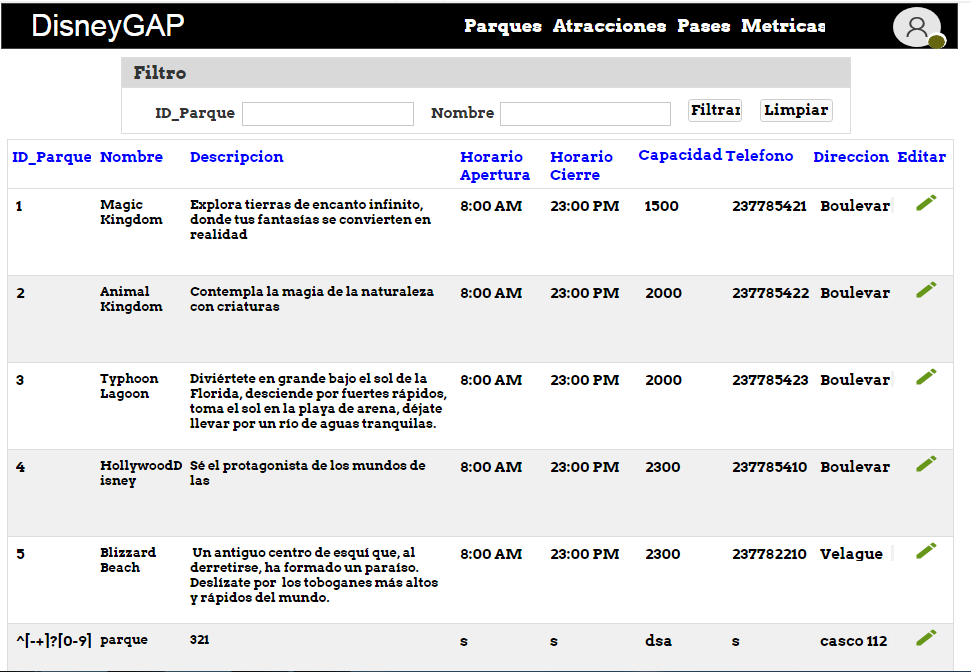 DisneyGAP Parques Atracciones Pases Metricas
Filtro
ID_Parque Nombre Filtrar Limpiar
ID_Parque Nombre Descripcion Horario Apertura Horario Cierre Capacidad Telefono Direccion Editar
1 Magic Kingdom Explora tierras de encanto infinito, donde tus fantasías se convierten en realidad 8:00 AM 23:00 PM 1500 237785421 Boulevar
2 Animal Kingdom Contempla la magia de la naturaleza con criaturas 8:00 AM 23:00 PM 2000 237785422 Boulevar
3 Typhoon Lagoon Diviértete en grande bajo el sol de la Florida, desciende por fuertes rápidos, toma el sol en la playa de arena, déjate llevar por un río de aguas tranquilas. 8:00 AM 23:00 PM 2000 237785423 Boulevar
4 HollywoodDisney Sé el protagonista de los mundos de las 8:00 AM 23:00 PM 2300 237785410 Boulevar
5 Blizzard Beach Un antiguo centro de esquí que, al derretirse, ha formado un paraíso. Deslízate por los toboganes más altos y rápidos del mundo. 8:00 AM 23:00 PM 2300 237782210 Velague
^[-+]?[0-9] parque 321 s s dsa s casco 112